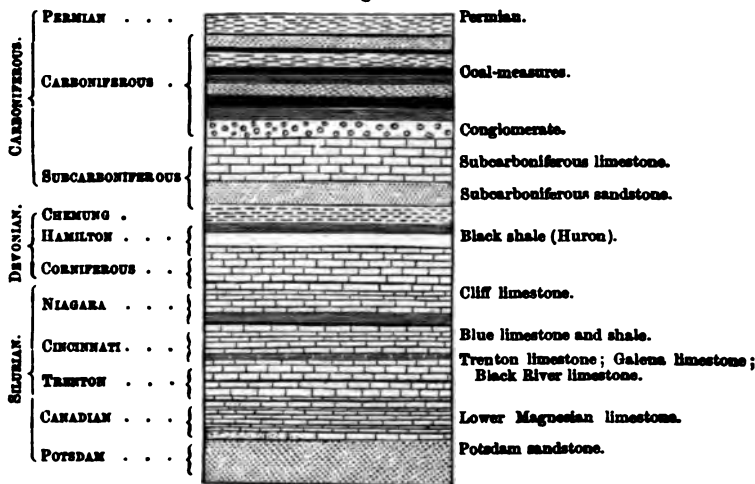 PERMIAN . . .
CARBONIFEROUS .
SUBCARBONIFEROUS
CHEMUNG .
HAMILTON . . .
CORNIFEROUS . .
NIAGARA . . .
CINCINNATI . . .
TRENTON . . .
CANADIAN . . .
POTSDAM . . .
CARBONIFEROUS.
DEVONIAN.
SILURIAN.
Permian.
Coal-measures.
Conglomerate.
Subcarboniferous limestone.
Subcarboniferous sandstone.
Black shale (Huron).
Cliff limestone.
Blue limestone and shale.
Trenton limestone; Galena limestone;
Black River limestone.
Lower Magnesian limestone.
Potsdam sandstone.